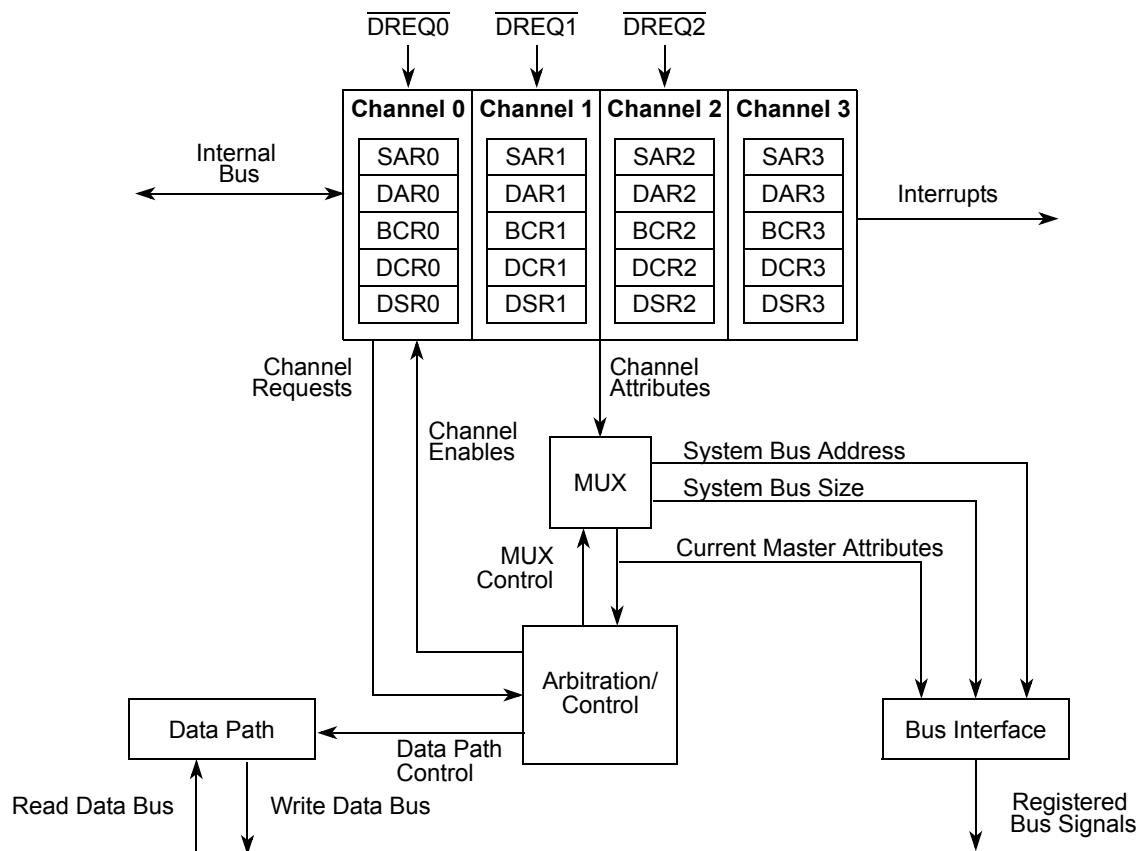 DREQ0 DREQ1 DREQ2
Channel 0 Channel 1 Channel 2 Channel 3
SAR0 SAR1 SAR2 SAR3
DAR0 DAR1 DAR2 DAR3
BCR0 BCR1 BCR2 BCR3
DCR0 DCR1 DCR2 DCR3
DSR0 DSR1 DSR2 DSR3
Internal
Bus
Interrupts
Channel
Requests
Channel
Enables
Channel
Attributes
MUX
System Bus Address
System Bus Size
Current Master Attributes
MUX
Control
Arbitration/
Control
Data Path
Data Path
Control
Bus Interface
Read Data Bus
Write Data Bus
Registered
Bus Signals